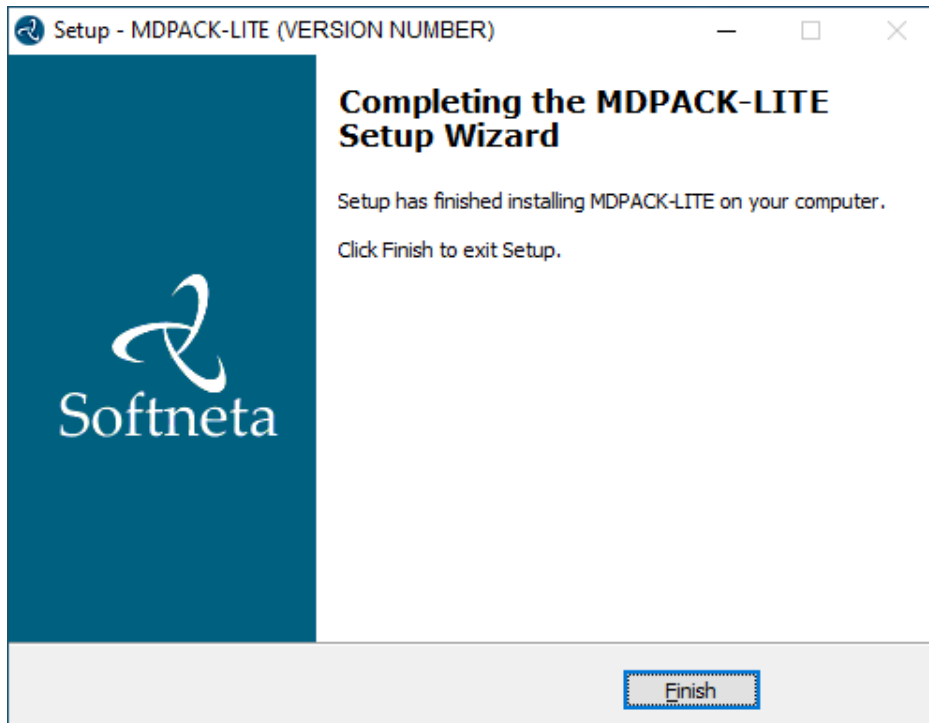 Setup - MDPACK-LITE (VERSION NUMBER)
Completing the MDPACK-LITE
Setup Wizard
Setup has finished installing MDPACK-LITE on your computer.
Click Finish to exit Setup.
Softneta
Finish